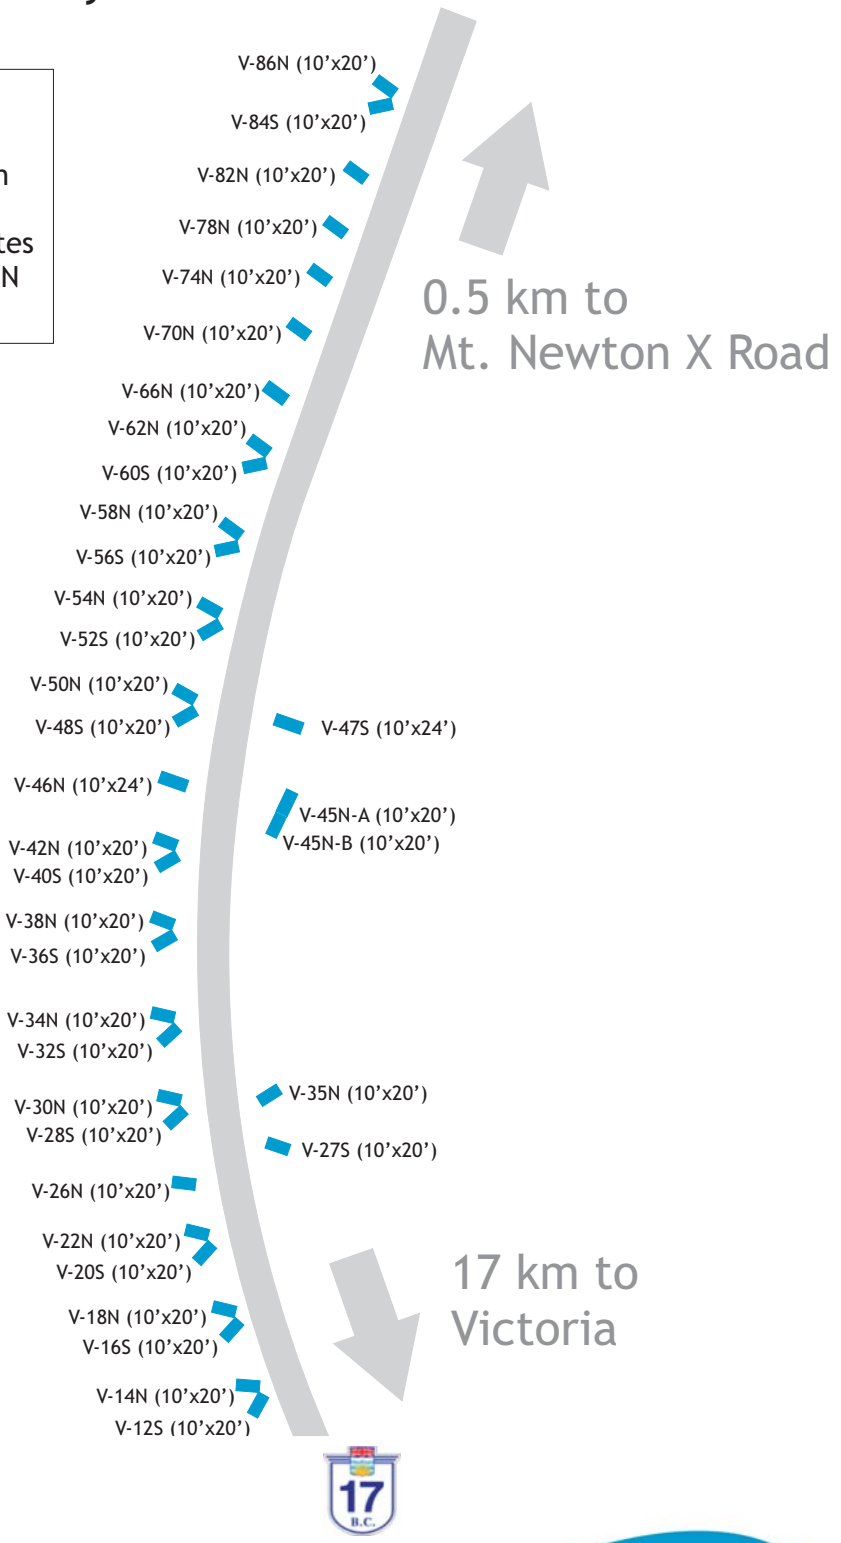 V-86N (10’x20’)
V-84S (10’x20’)
V-82N (10’x20’)
V-78N (10’x20’)
V-74N (10’x20’)
V-70N (10’x20’)
V-66N (10’x20’)
V-62N (10’x20’)
V-60S (10’x20’)
V-58N (10’x20’)
V-56S (10’x20’)
V-54N (10’x20’)
V-52S (10’x20’)
V-50N (10’x20’)
V-48S (10’x20’)
V-46N (10’x24’)
V-42N (10’x20’)
V-40S (10’x20’)
V-38N (10’x20’)
V-36S (10’x20’)
V-34N (10’x20’)
V-32S (10’x20’)
V-30N (10’x20’)
V-28S (10’x20’)
V-26N (10’x20’)
V-22N (10’x20’)
V-20S (10’x20’)
V-18N (10’x20’)
V-16S (10’x20’)
V-14N (10’x20’)
V-12S (10’x20’)
0.5 km to
Mt. Newton X Road
V-47S (10’x24’)
V-45N-A (10’x20’)
V-45N-B (10’x20’)
V-35N (10’x20’)
V-27S (10’x20’)
17 km to
Victoria
17
B.C.